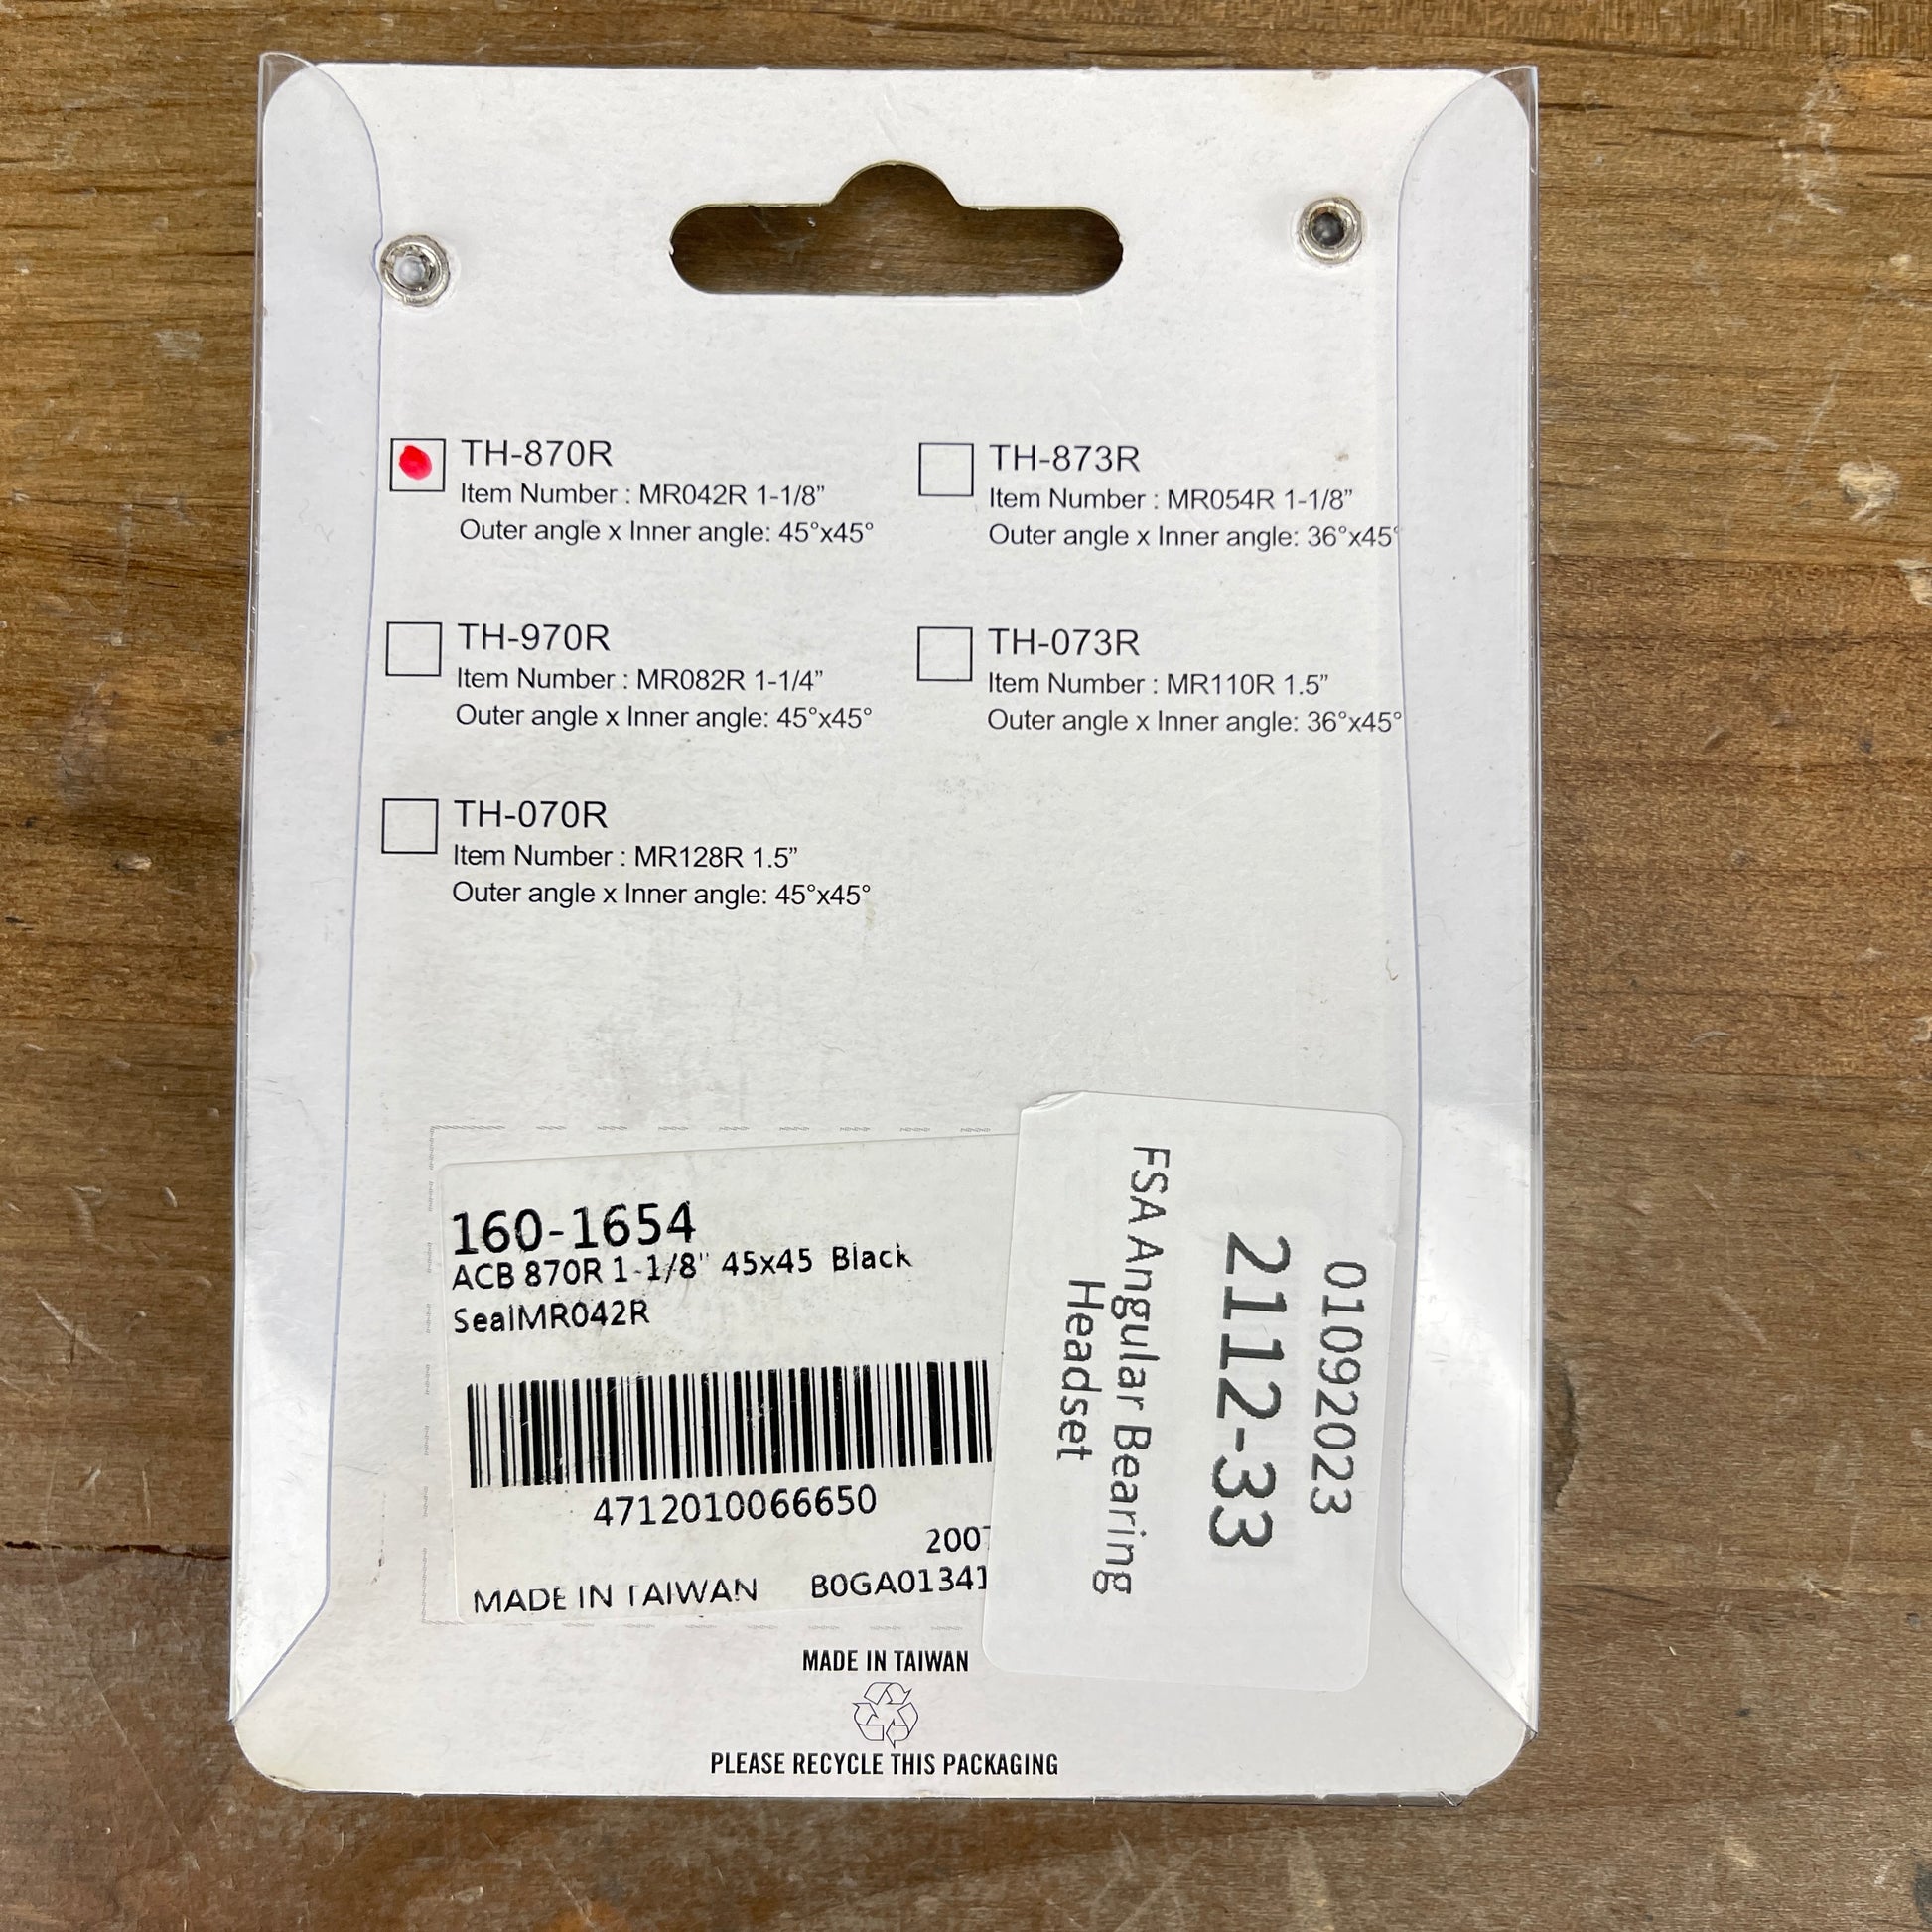 TH-870R
Item Number : MR042R 1-1/8”
Outer angle x Inner angle: 45°x45°
TH-873R
Item Number : MR054R 1-1/8”
Outer angle x Inner angle: 36°x45°
TH-970R
Item Number : MR082R 1-1/4”
Outer angle x Inner angle: 45°x45°
TH-073R
Item Number : MR110R 1.5”
Outer angle x Inner angle: 36°x45°
TH-070R
Item Number : MR128R 1.5”
Outer angle x Inner angle: 45°x45°
160-1654
ACB 870R 1-1/8" 45x45 Black
SealMR042R
4712010066650
MADE IN TAIWAN
01092023
2112-33
FSA Angular Bearing
Headset
MADE IN TAIWAN
PLEASE RECYCLE THIS PACKAGING